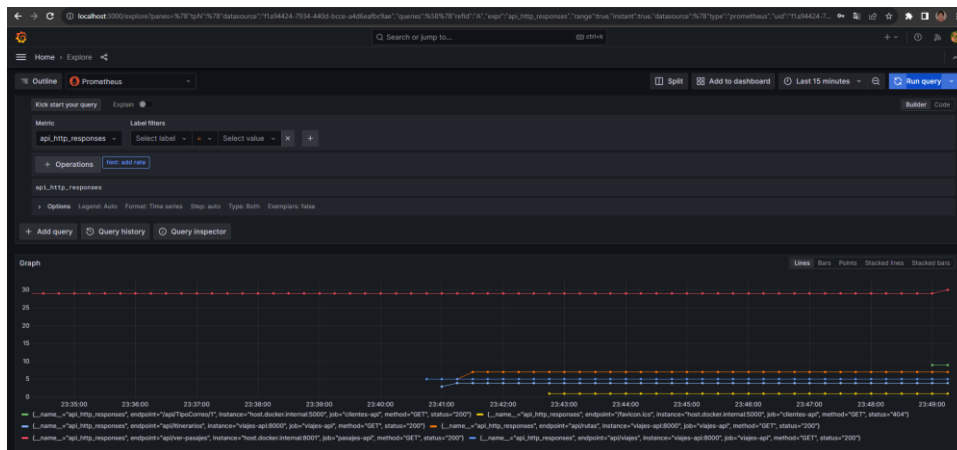 localhost:3000/explore?panes=%7B"tpN":%7B"datasource":"f1a94424-7934-440d-bcce-a4d6eafbc9ae","queries":%5B%7B"refId":"A","expr":"api_http_responses","range":true,"instant":true,"datasource":%7B"type":"prometheus","uid":"f1a94424-7...
Search or jump to... ctrl+k
Home › Explore
Outline Prometheus Split Add to dashboard Last 15 minutes Run query
Kick start your query Explain Builder Code
Metric Label filters
api_http_responses Select label = Select value × +
+ Operations hint: add rate
api_http_responses
› Options Legend: Auto Format: Time series Step: auto Type: Both Exemplars: false
+ Add query Query history Query inspector
Graph Lines Bars Points Stacked lines Stacked bars
30
25
20
15
10
5
0
23:35:00 23:36:00 23:37:00 23:38:00 23:39:00 23:40:00 23:41:00 23:42:00 23:43:00 23:44:00 23:45:00 23:46:00 23:47:00 23:48:00 23:49:00
{__name__="api_http_responses", endpoint="/api/TipoCorreo/1", instance="host.docker.internal:5000", job="clientes-api", method="GET", status="200"} {__name__="api_http_responses", endpoint="/favicon.ico", instance="host.docker.internal:5000", job="clientes-api", method="GET", status="404"}
{__name__="api_http_responses", endpoint="api/itinerarios", instance="viajes-api:8000", job="viajes-api", method="GET", status="200"} {__name__="api_http_responses", endpoint="api/rutas", instance="viajes-api:8000", job="viajes-api", method="GET", status="200"}
{__name__="api_http_responses", endpoint="api/ver-pasajes", instance="host.docker.internal:8001", job="pasajes-api", method="GET", status="200"} {__name__="api_http_responses", endpoint="api/viajes", instance="viajes-api:8000", job="viajes-api", method="GET", status="200"}